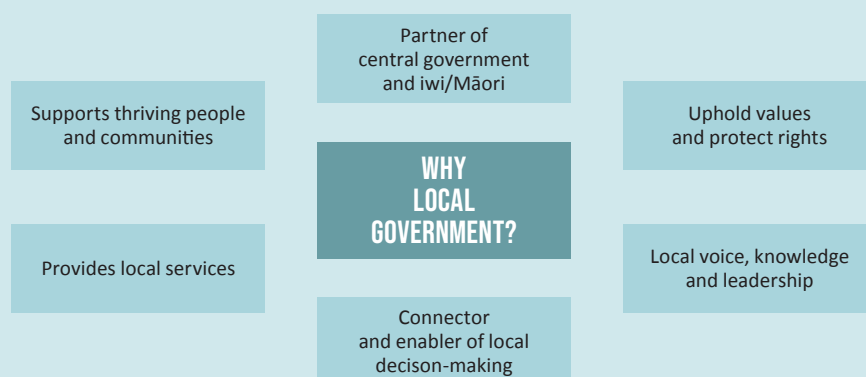 Partner of
central government
and iwi/Māori
Supports thriving people
and communities
Uphold values
and protect rights
WHY
LOCAL
GOVERNMENT?
Provides local services
Local voice, knowledge
and leadership
Connector
and enabler of local
decison-making